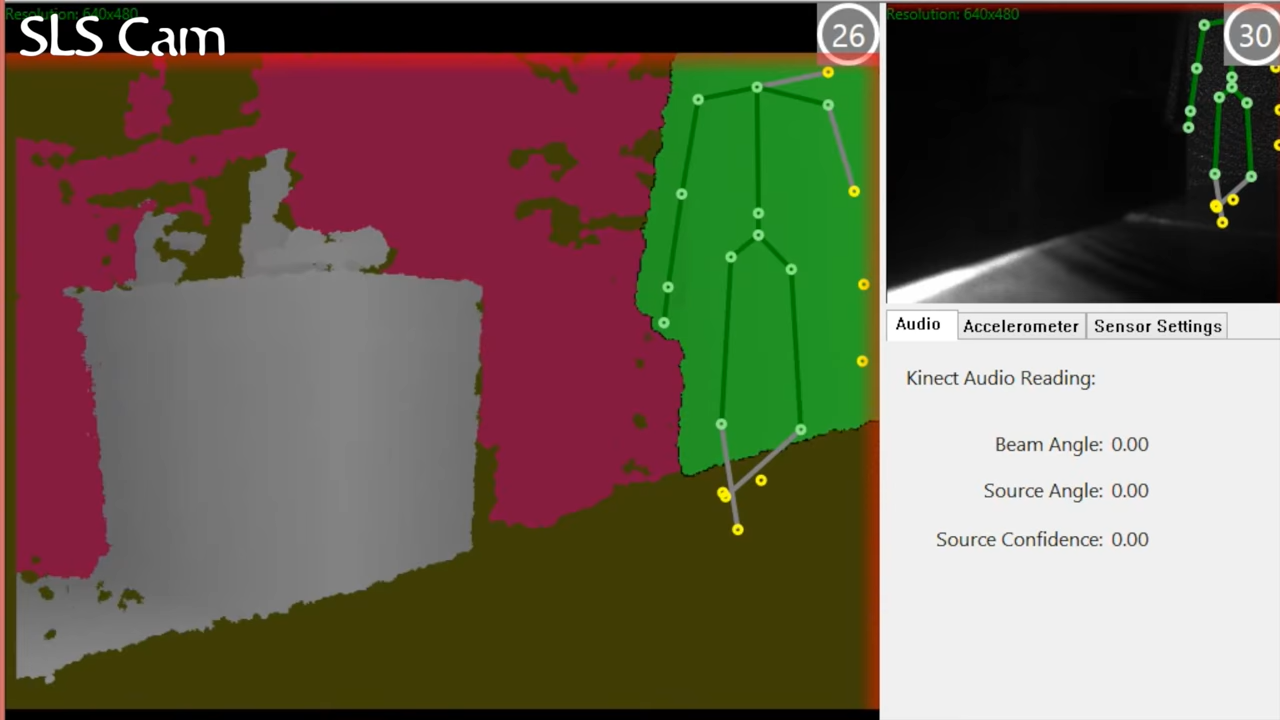 Resolution: 640x480
SLS Cam
26
Resolution: 640x480
30
Audio
Accelerometer
Sensor Settings
Kinect Audio Reading:
Beam Angle: 0.00
Source Angle: 0.00
Source Confidence: 0.00